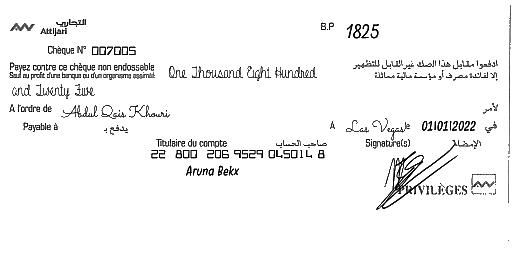 التجاري
Attijari
B.P 1825
Chèque N° 007005
Payez contre ce chèque non endossable
Sauf au profit d'une banque ou d'un organisme assimilé
One Thousand Eight Hundred
and Twenty Five
ادفعوا مقابل هذا الصك غير القابل للتظهير
إلا لفائدة مصرف أو مؤسسة مالية مماثلة
A l'ordre de Abdul Qais Khouri لأمر
Payable à يدفع بـ
A Las Vegas le 01/01/2022 في
Titulaire du compte صاحب الحساب
Signature(s) الإمضاء
22 800 206 9529 045014 8
Aruna Bekx
PRIVILÈGES